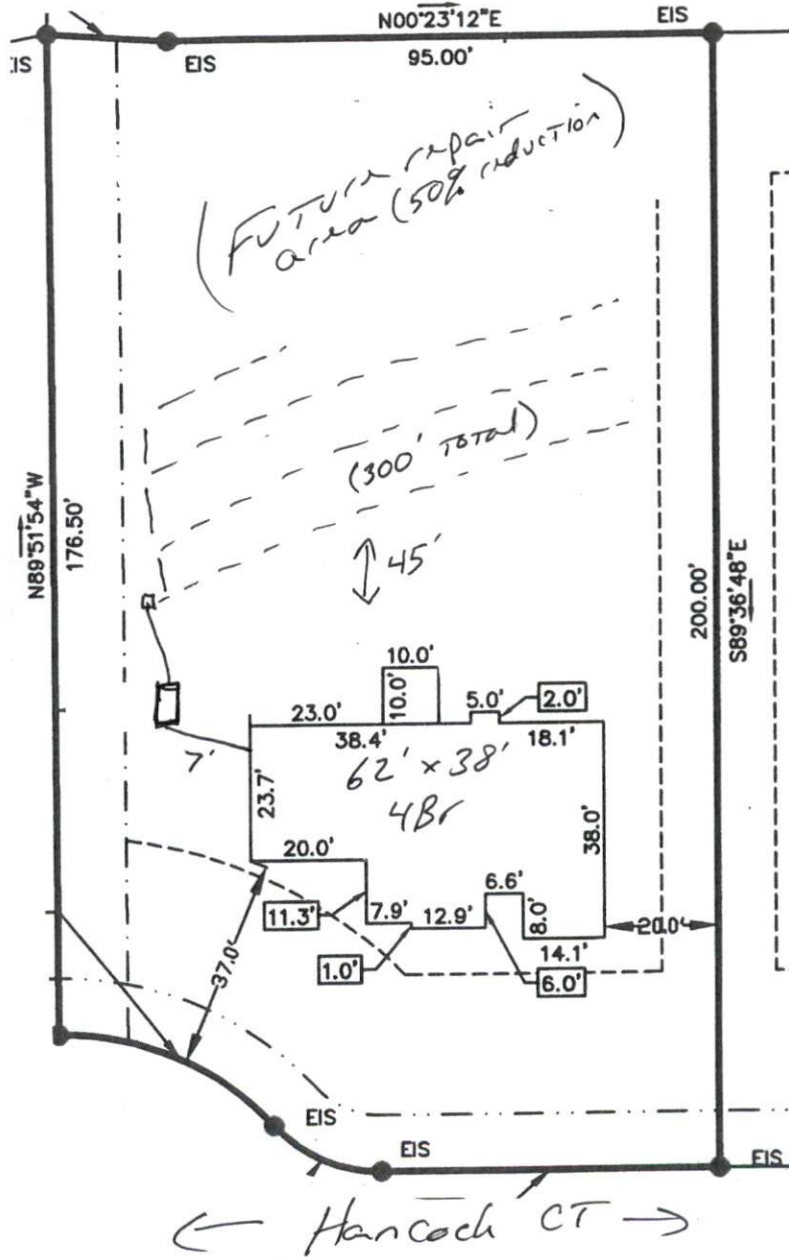 N00°23'12"E
EIS
EIS
EIS
95.00'
(Future repair
area (50% reduction)
(300' TOTAL)
45'
N89°51'54"W
176.50'
200.00'
S89°36'48"E
10.0'
10.0'
5.0'
2.0'
23.0'
38.4'
18.1'
7'
62' x 38'
4Br
23.7'
38.0'
20.0'
6.6'
11.3'
7.9'
12.9'
8.0'
20.0'
37.0'
1.0'
14.1'
6.0'
EIS
EIS
EIS
← Hancock CT →